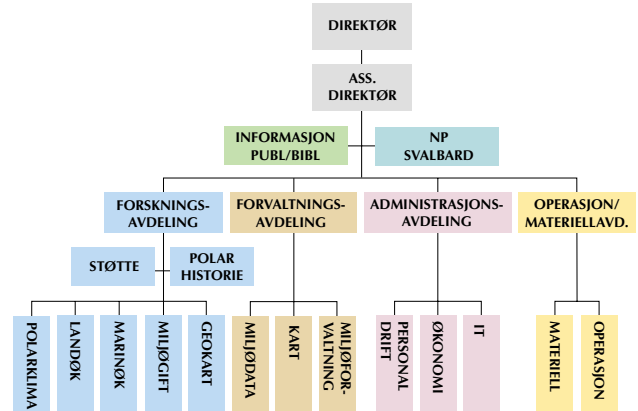 DIREKTØR
ASS.
DIREKTØR
INFORMASJON
PUBL/BIBL
NP
SVALBARD
FORSKNINGS-
AVDELING
FORVALTNINGS-
AVDELING
ADMINISTRASJONS-
AVDELING
OPERASJON/
MATERIELLAVD.
STØTTE
POLAR
HISTORIE
POLARKLIMA
LANDØK
MARINØK
MILJØGIFT
GEOKART
MILJØDATA
KART
MILJØFOR-
VALTNING
PERSONAL
DRIFT
ØKONOMI
IT
MATERIELL
OPERASJON